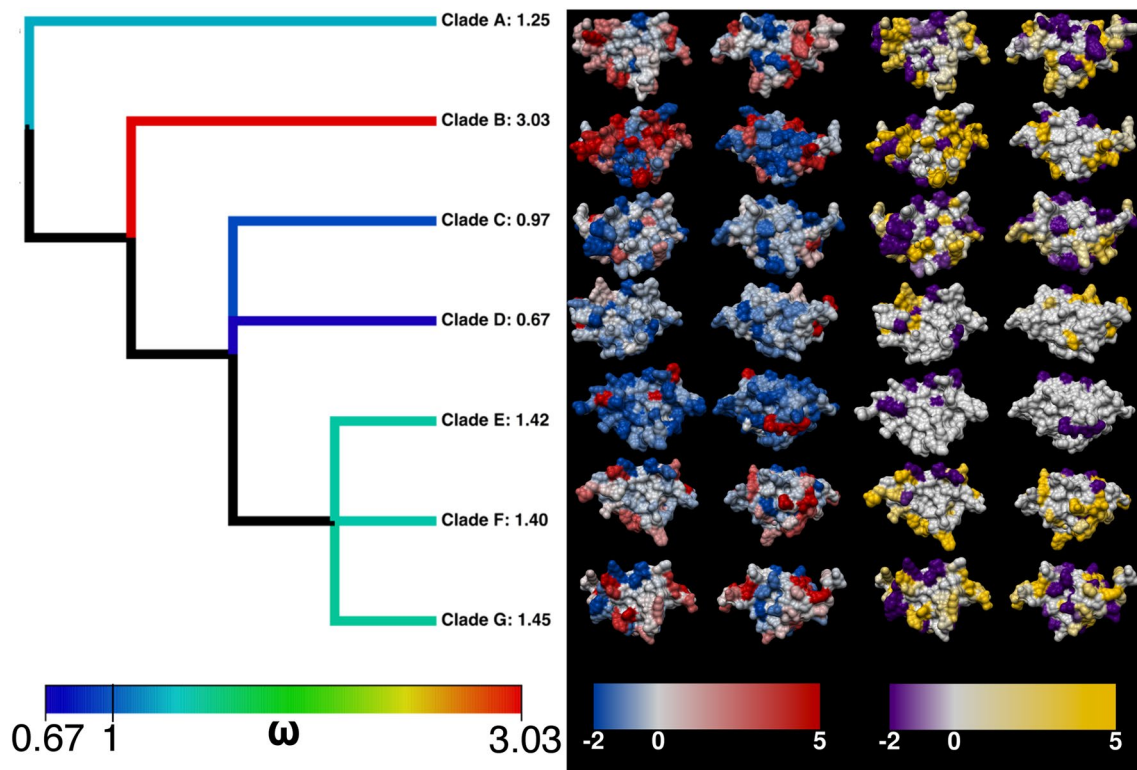 Clade A: 1.25
Clade B: 3.03
Clade C: 0.97
Clade D: 0.67
Clade E: 1.42
Clade F: 1.40
Clade G: 1.45
0.67 1 ω 3.03
-2 0 5
-2 0 5